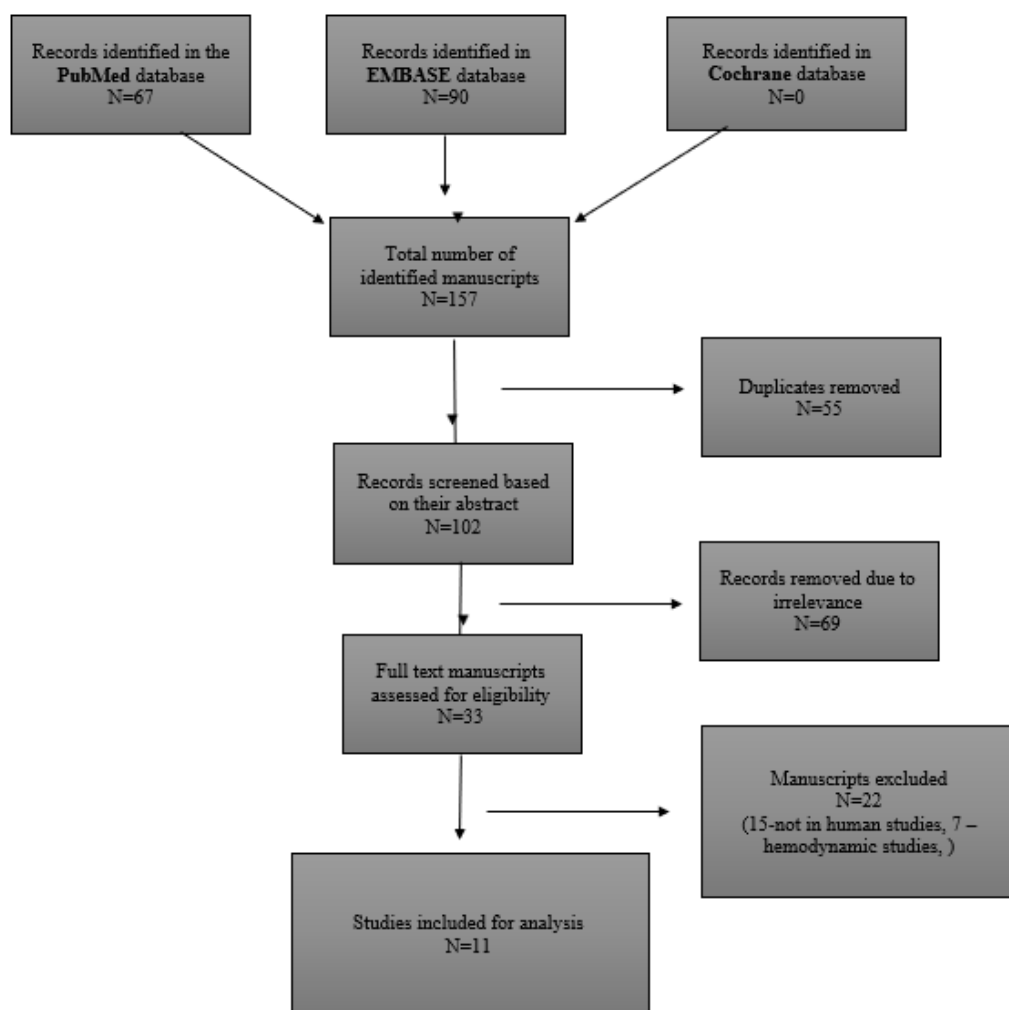 Records identified in the
PubMed database
N=67
Records identified in
EMBASE database
N=90
Records identified in
Cochrane database
N=0
Total number of
identified manuscripts
N=157
Duplicates removed
N=55
Records screened based
on their abstract
N=102
Records removed due to
irrelevance
N=69
Full text manuscripts
assessed for eligibility
N=33
Manuscripts excluded
N=22
(15-not in human studies, 7 –
hemodynamic studies, )
Studies included for analysis
N=11